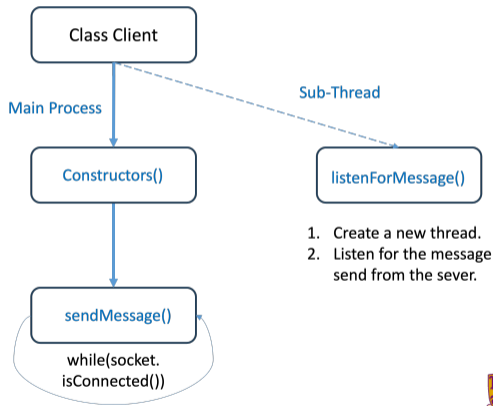 Class Client
Sub-Thread
Main Process
Constructors()
listenForMessage()
1. Create a new thread.
2. Listen for the message
send from the sever.
sendMessage()
while(socket.
isConnected())